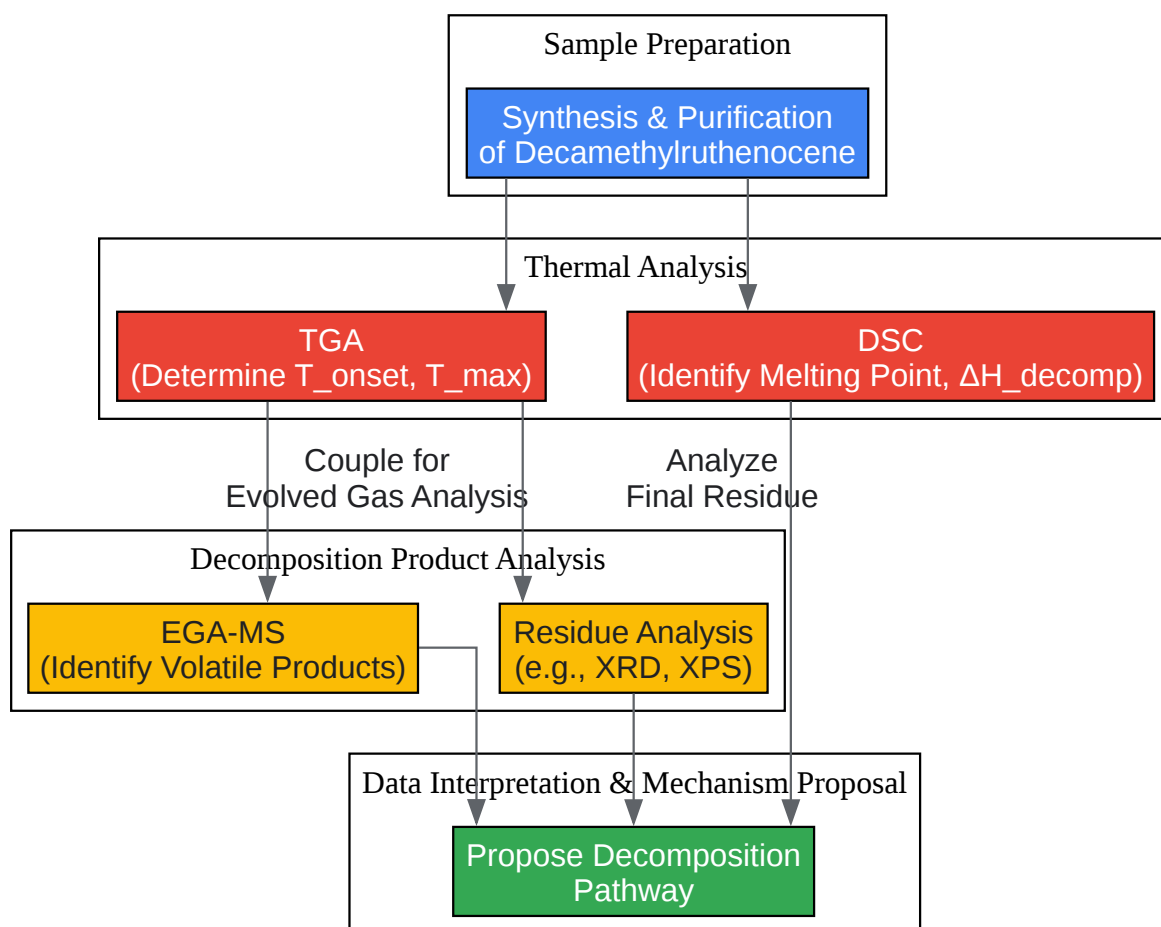 Sample Preparation
Synthesis & Purification
of Decamethylruthenocene
Thermal Analysis
TGA
(Determine T_onset, T_max)
DSC
(Identify Melting Point, ΔH_decomp)
Couple for
Evolved Gas Analysis
Analyze
Final Residue
Decomposition Product Analysis
EGA-MS
(Identify Volatile Products)
Residue Analysis
(e.g., XRD, XPS)
Data Interpretation & Mechanism Proposal
Propose Decomposition
Pathway